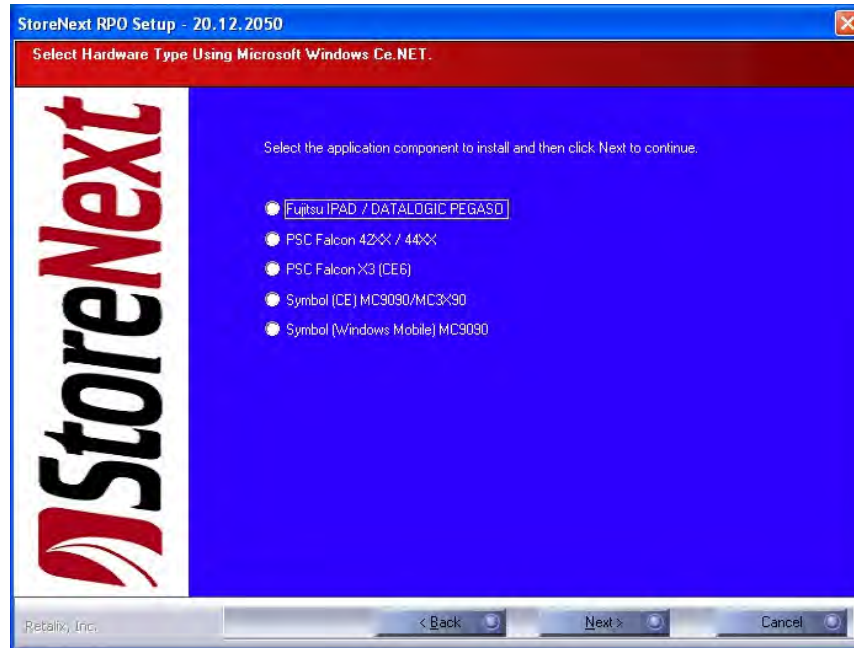 StoreNext RPO Setup - 20.12.2050
Select Hardware Type Using Microsoft Windows Ce.NET.
StoreNext
Select the application component to install and then click Next to continue.
Fujitsu IPAD / DATALOGIC PEGASO
PSC Falcon 42XX / 44XX
PSC Falcon X3 (CE6)
Symbol (CE) MC9090/MC3X90
Symbol (Windows Mobile) MC9090
Retalix, Inc.
< Back
Next >
Cancel